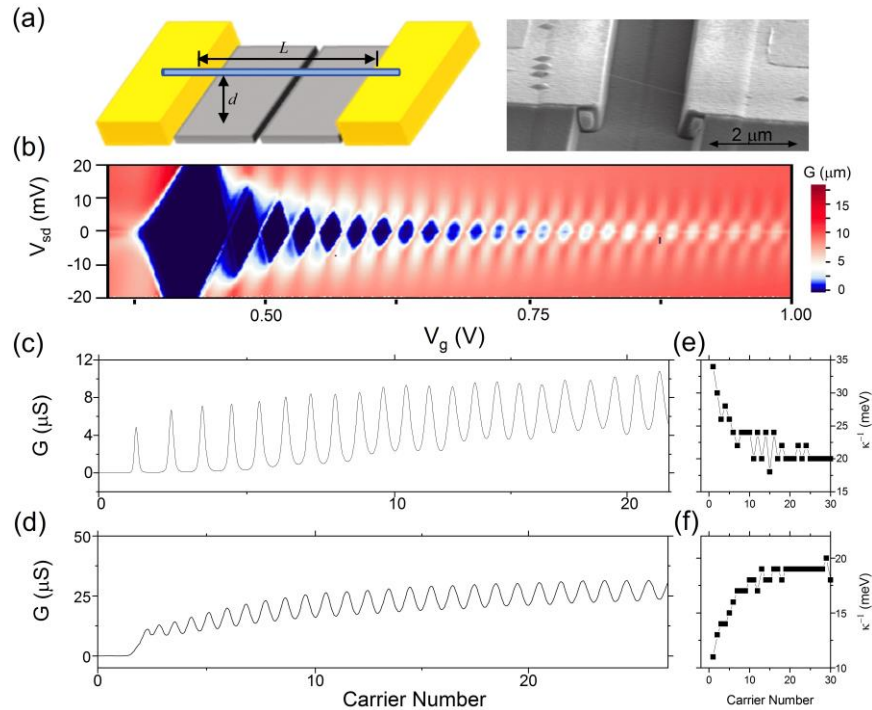 (a)
L
d
2 μm
(b)
20
10
0
-10
-20
V_sd (mV)
0.50
0.75
1.00
V_g (V)
G (μm)
15
10
5
0
(c)
12
8
4
0
G (μS)
0
10
20
(e)
35
30
25
20
15
κ⁻¹ (meV)
0
10
20
30
(d)
50
25
0
G (μS)
0
10
20
Carrier Number
(f)
20
15
10
κ⁻¹ (meV)
0
10
20
30
Carrier Number